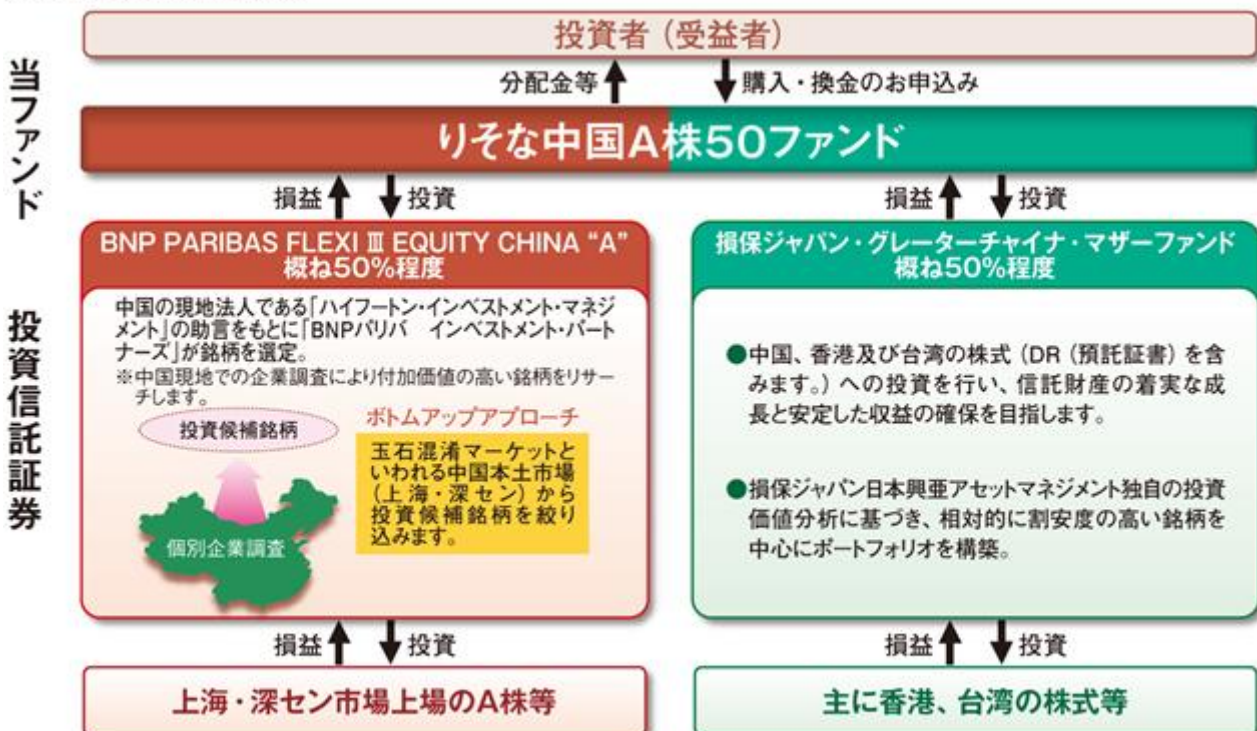 投資者（受益者）
分配金等
購入・換金のお申込み
当ファンド
りそな中国A株50ファンド
損益
投資
損益
投資
投資信託証券
BNP PARIBAS FLEXI Ⅲ EQUITY CHINA “A”
概ね50％程度
中国の現地法人である「ハイフートン・インベストメント・マネジ
メント」の助言をもとに「BNPパリバ　インベストメント・パート
ナーズ」が銘柄を選定。
※中国現地での企業調査により付加価値の高い銘柄をリサー
チします。
投資候補銘柄
個別企業調査
ボトムアップアプローチ
玉石混淆マーケットと
いわれる中国本土市場
（上海・深セン）から
投資候補銘柄を絞り
込みます。
損保ジャパン・グレーターチャイナ・マザーファンド
概ね50％程度
●中国、香港及び台湾の株式（DR（預託証書）を含
みます。）への投資を行い、信託財産の着実な成
長と安定した収益の確保を目指します。
●損保ジャパン日本興亜アセットマネジメント独自の投資
価値分析に基づき、相対的に割安度の高い銘柄を
中心にポートフォリオを構築。
損益
投資
損益
投資
上海・深セン市場上場のA株等
主に香港、台湾の株式等